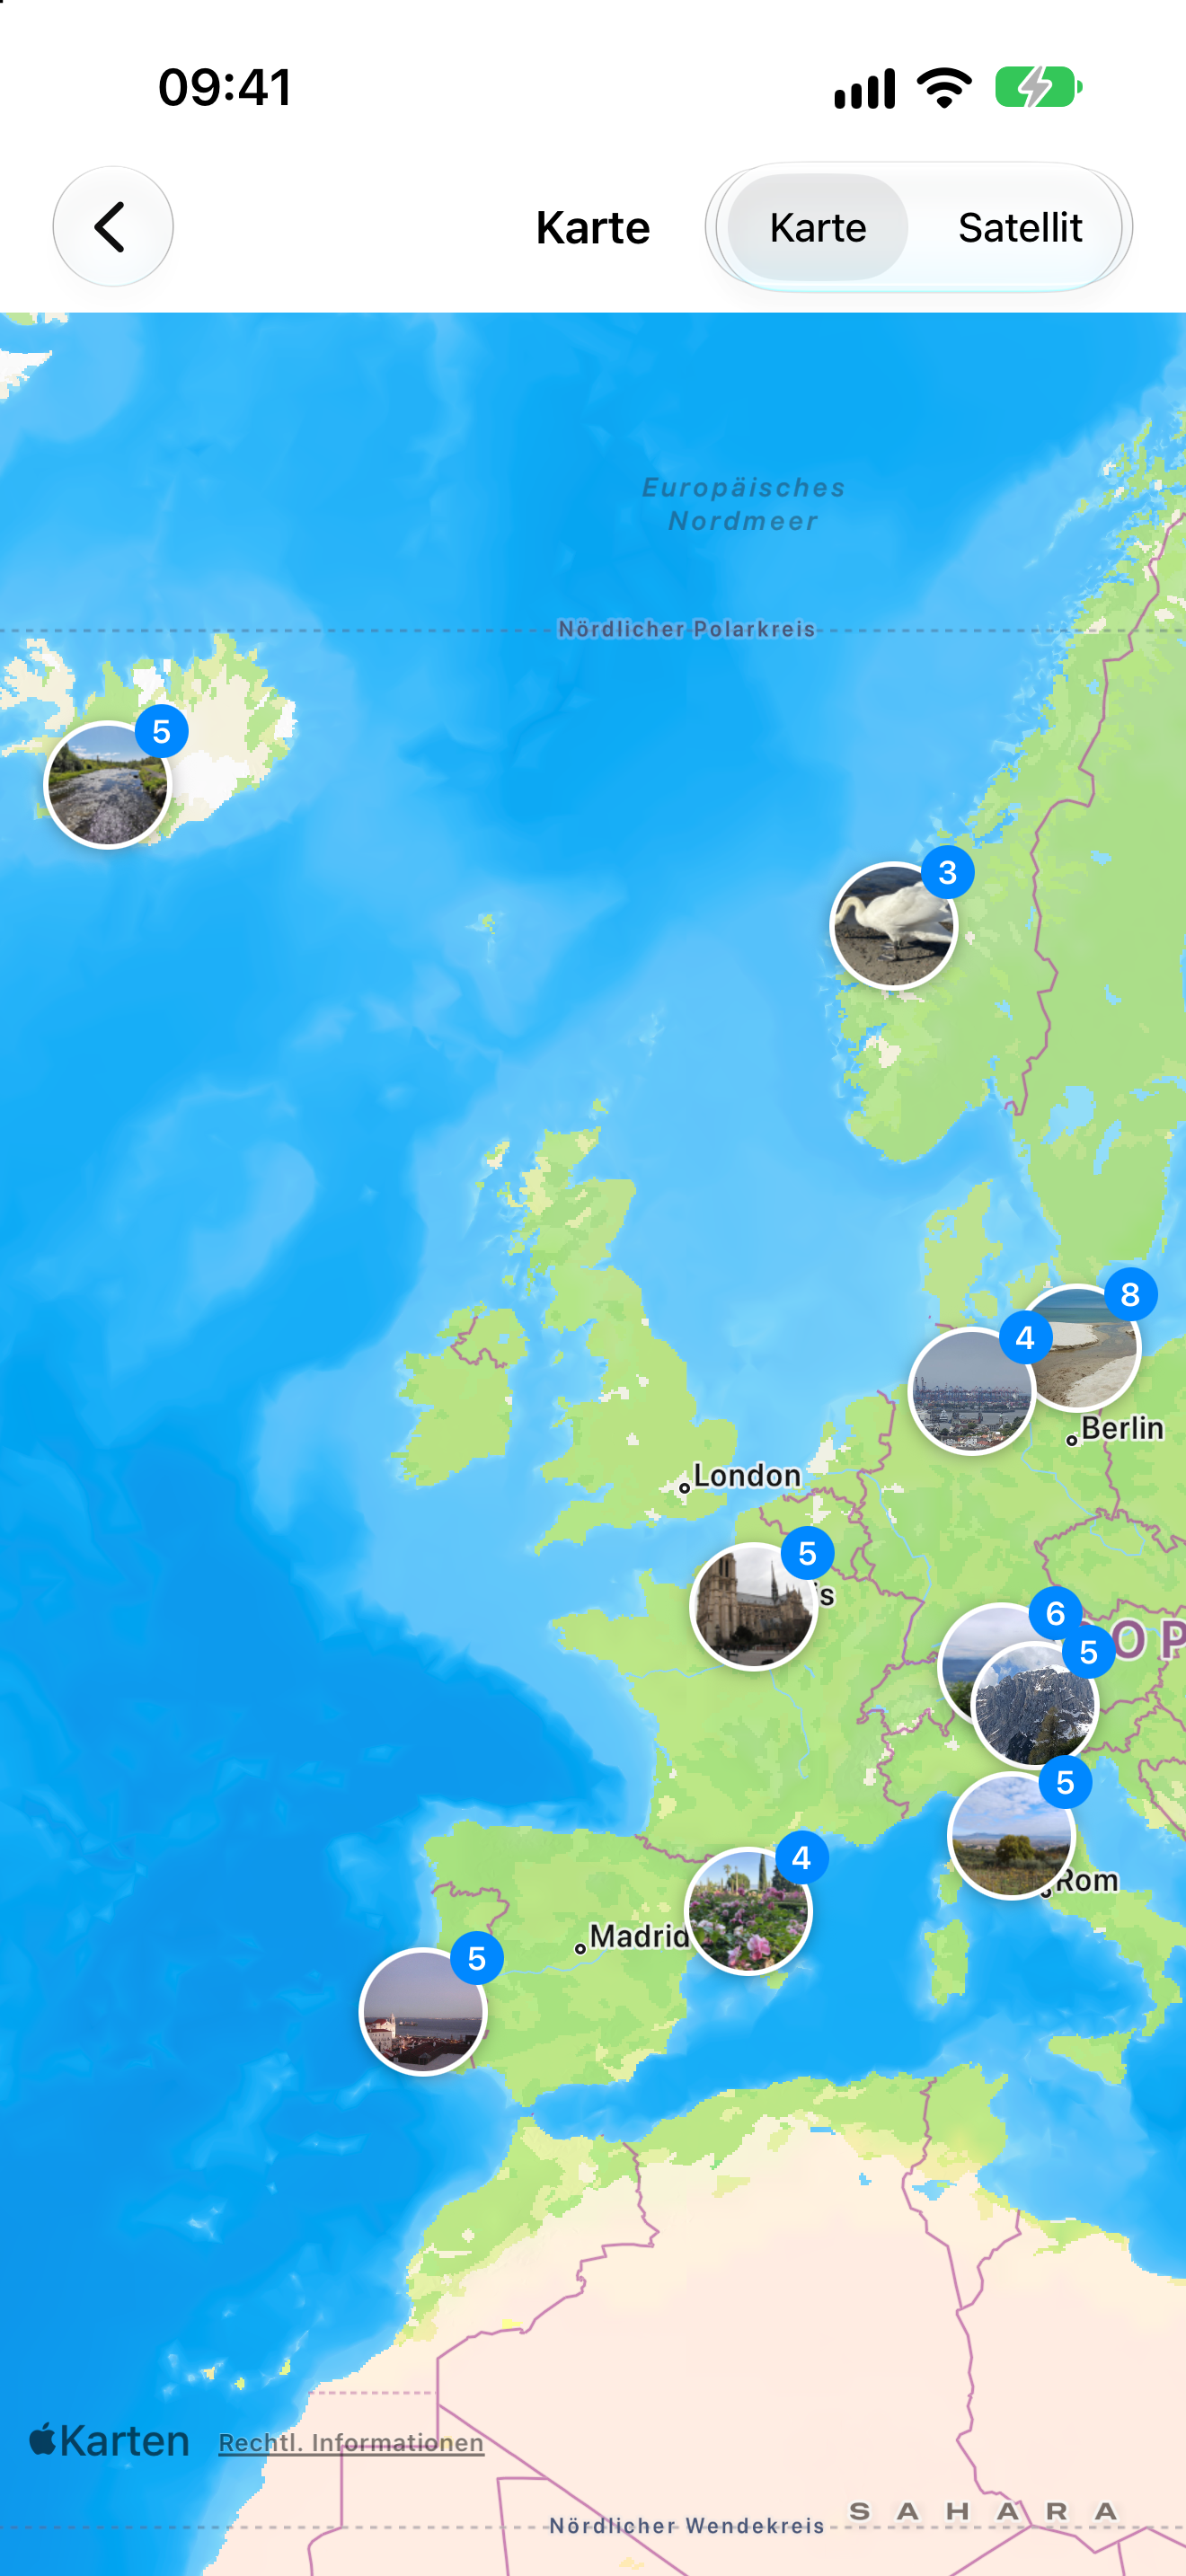 09:41
Karte
Karte
Satellit
Europäisches
Nordmeer
Nördlicher Polarkreis
5
3
8
4
Berlin
London
5
6
5
5
Rom
4
Madrid
5
Karten
Rechtl. Informationen
SAHARA
Nördlicher Wendekreis